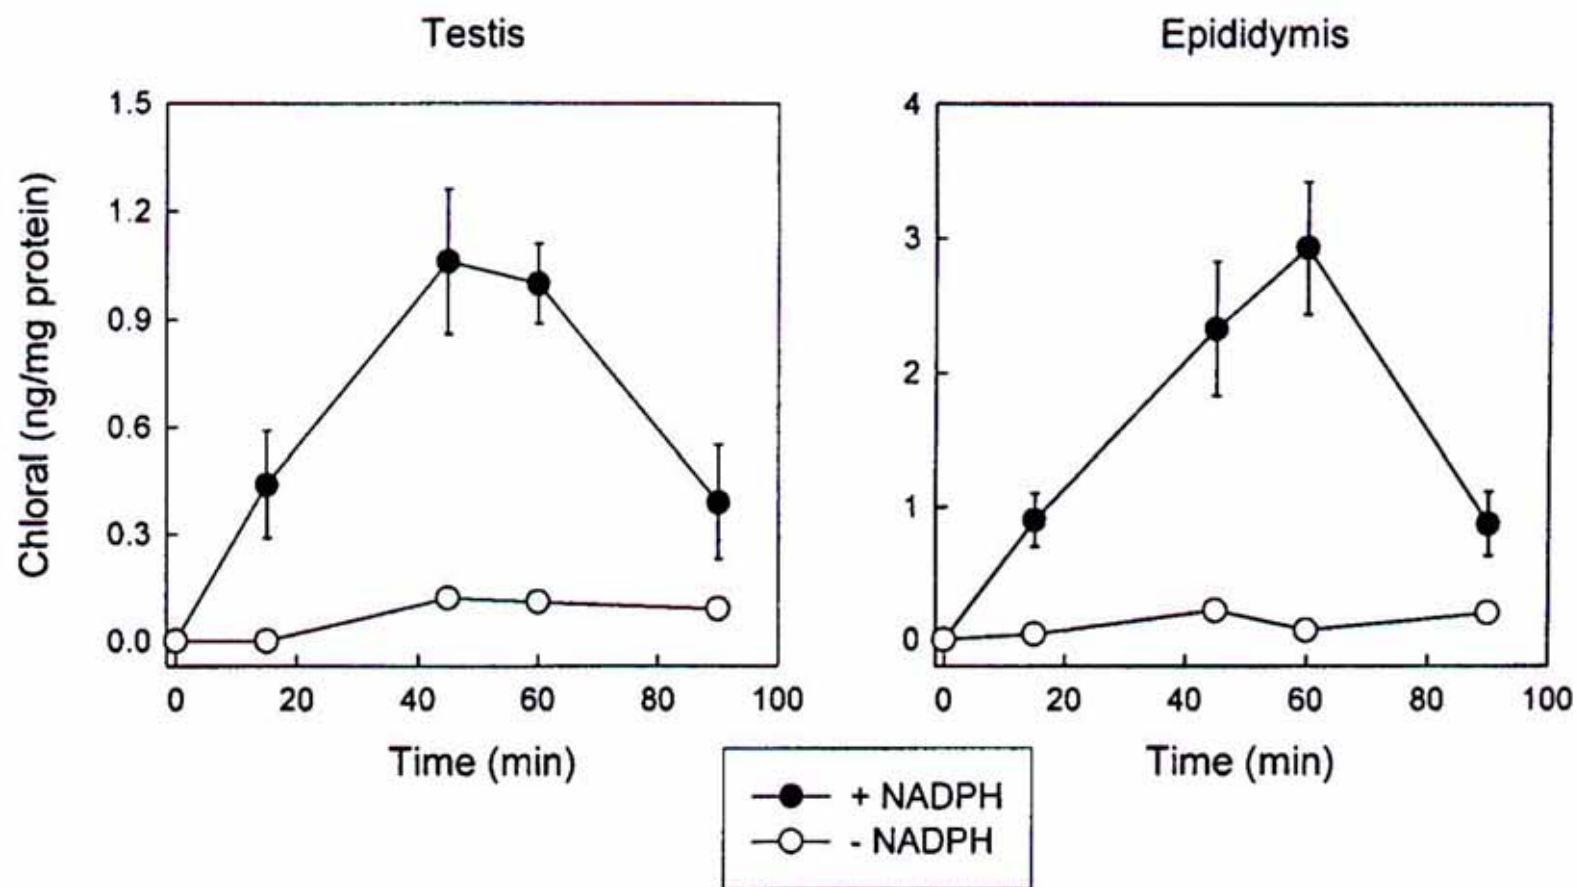 Testis
Epididymis
Chloral (ng/mg protein)
1.5
1.2
0.9
0.6
0.3
0.0
0 20 40 60 80 100
Time (min)
4
3
2
1
0
0 20 40 60 80 100
Time (min)
+ NADPH
- NADPH